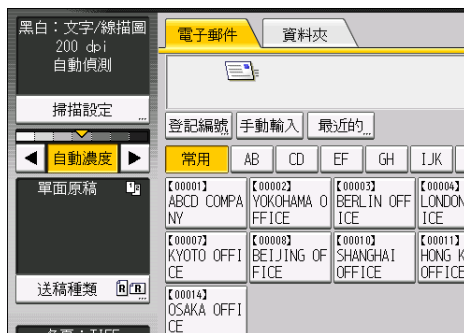 黑白：文字/線描圖
200 dpi
自動偵測
掃描設定
自動濃度
單面原稿
送稿種類
電子郵件
資料夾
登記編號
手動輸入
最近的
常用
AB
CD
EF
GH
IJK
[00001]
ABCD COMPA
NY
[00002]
YOKOHAMA O
FFICE
[00003]
BERLIN OFF
ICE
[00004]
LONDON
ICE
[00007]
KYOTO OFFI
CE
[00008]
BEIJING OF
FICE
[00010]
SHANGHAI
OFFICE
[00011]
HONG K
OFFICE
[00014]
OSAKA OFFI
CE